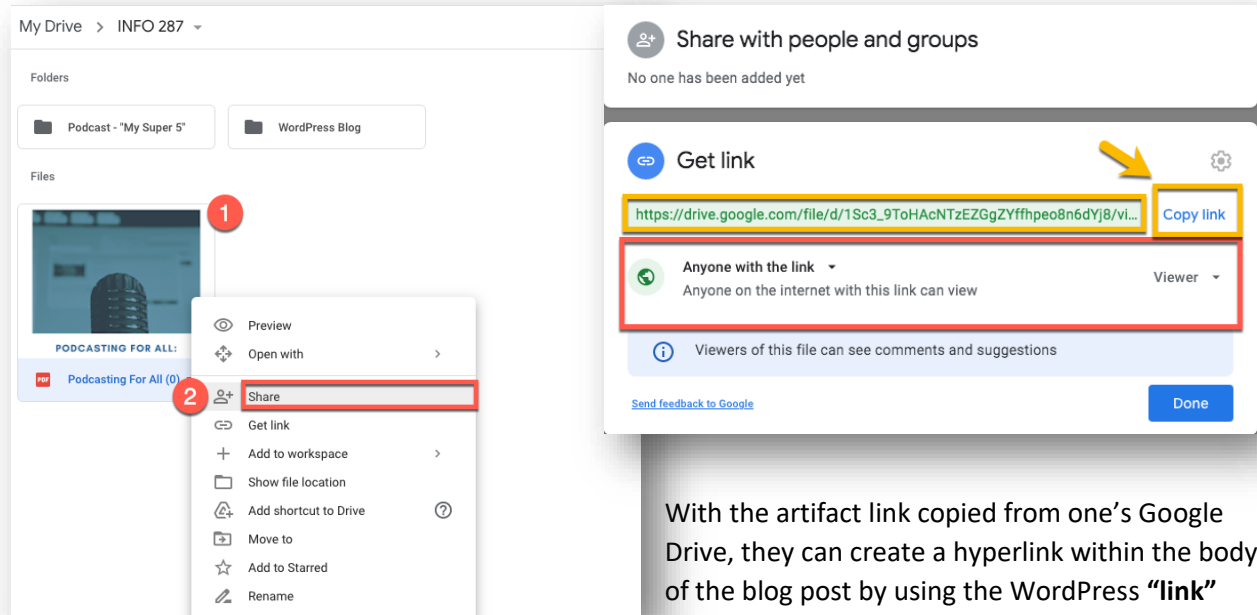 My Drive > INFO 287
Folders
Podcast - "My Super 5"
WordPress Blog
Files
1
PODCASTING FOR ALL:
PDF Podcasting For All (0)
Preview
Open with
2 Share
Get link
Add to workspace
Show file location
Add shortcut to Drive
Move to
Add to Starred
Rename
Share with people and groups
No one has been added yet
Get link
https://drive.google.com/file/d/1Sc3_9ToHAcNTzEZGgZYffhpeo8n6dYj8/vi... Copy link
Anyone with the link
Anyone on the internet with this link can view
Viewer
Viewers of this file can see comments and suggestions
Send feedback to Google
Done
With the artifact link copied from one’s Google
Drive, they can create a hyperlink within the body
of the blog post by using the WordPress “link”